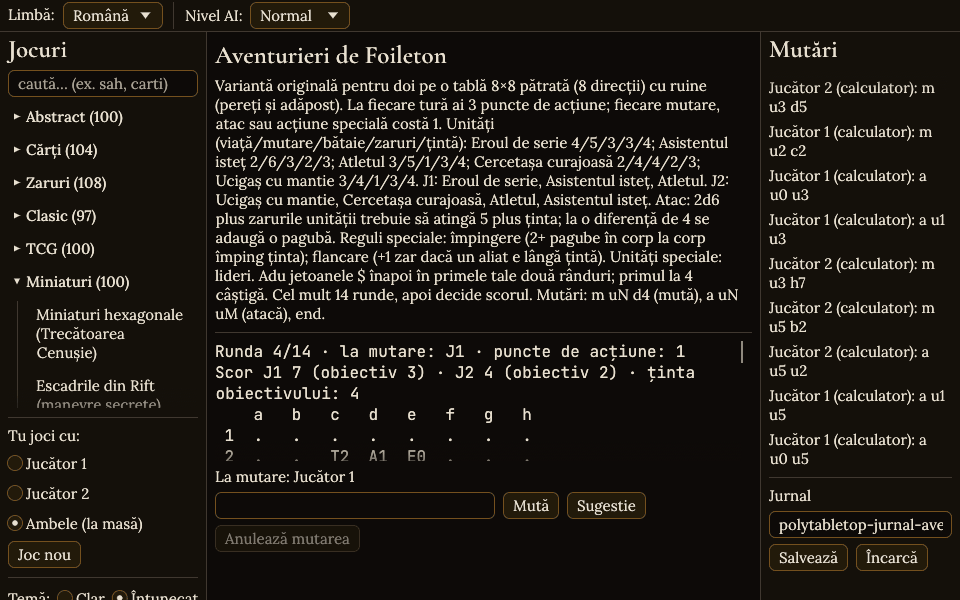 Limbă: Română ▼ Nivel AI: Normal ▼
Jocuri
caută... (ex. sah, carti)
▸ Abstract (100)
▸ Cărți (104)
▸ Zaruri (108)
▸ Clasic (97)
▸ TCG (100)
▾ Miniaturi (100)
Miniaturi hexagonale
(Trecătoarea
Cenușie)
Escadrile din Rift
(manevre secrete)
Tu joci cu:
Jucător 1
Jucător 2
Ambele (la masă)
Joc nou
Temă: Clar Întunecat
Aventurieri de Foileton
Variantă originală pentru doi pe o tablă 8×8 pătrată (8 direcții) cu ruine
(pereți și adăpost). La fiecare tură ai 3 puncte de acțiune; fiecare mutare,
atac sau acțiune specială costă 1. Unități
(viață/mutare/bătaie/zaruri/țintă): Eroul de serie 4/5/3/3/4; Asistentul
isteț 2/6/3/2/3; Atletul 3/5/1/3/4; Cercetașa curajoasă 2/4/4/2/3;
Ucigaș cu mantie 3/4/1/3/4. J1: Eroul de serie, Asistentul isteț, Atletul. J2:
Ucigaș cu mantie, Cercetașa curajoasă, Atletul, Asistentul isteț. Atac: 2d6
plus zarurile unității trebuie să atingă 5 plus ținta; la o diferență de 4 se
adaugă o pagubă. Reguli speciale: împingere (2+ pagube în corp la corp
împing ținta); flancare (+1 zar dacă un aliat e lângă țintă). Unități speciale:
lideri. Adu jetoanele $ înapoi în primele tale două rânduri; primul la 4
câștigă. Cel mult 14 runde, apoi decide scorul. Mutări: m uN d4 (mută), a uN
uM (atacă), end.
Runda 4/14 · la mutare: J1 · puncte de acțiune: 1
Scor J1 7 (obiectiv 3) · J2 4 (obiectiv 2) · ținta
obiectivului: 4
a b c d e f g h
1 . . . . . . . .
2 . . T2 A1 E0 . . .
La mutare: Jucător 1
Mută Sugestie
Anulează mutarea
Mutări
Jucător 2 (calculator): m
u3 d5
Jucător 1 (calculator): m
u2 c2
Jucător 1 (calculator): a
u0 u3
Jucător 1 (calculator): a u1
u3
Jucător 2 (calculator): m
u3 h7
Jucător 2 (calculator): m
u5 b2
Jucător 2 (calculator): a
u5 u2
Jucător 1 (calculator): a u1
u5
Jucător 1 (calculator): a
u0 u5
Jurnal
polytabletop-jurnal-ave
Salvează Încarcă